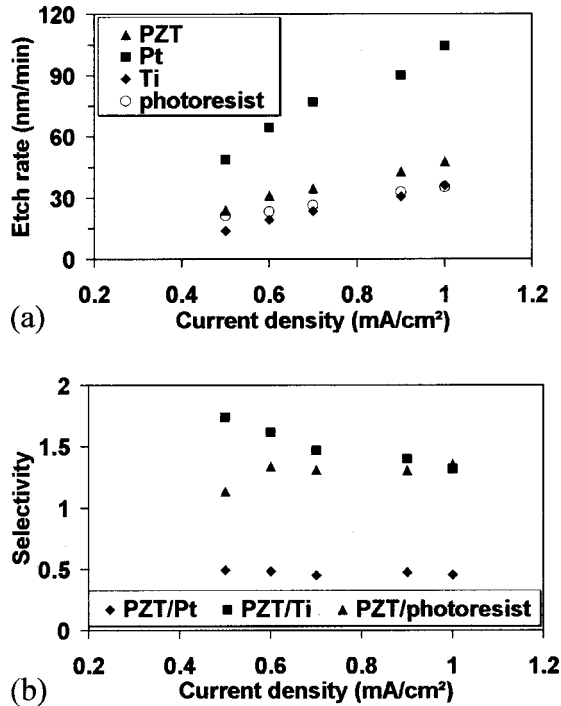 120
90
60
30
0
Etch rate (nm/min)
PZT
Pt
Ti
photoresist
0.2 0.4 0.6 0.8 1 1.2
(a) Current density (mA/cm²)
2
1.5
1
0.5
0
Selectivity
PZT/Pt PZT/Ti PZT/photoresist
0.2 0.4 0.6 0.8 1 1.2
(b) Current density (mA/cm²)